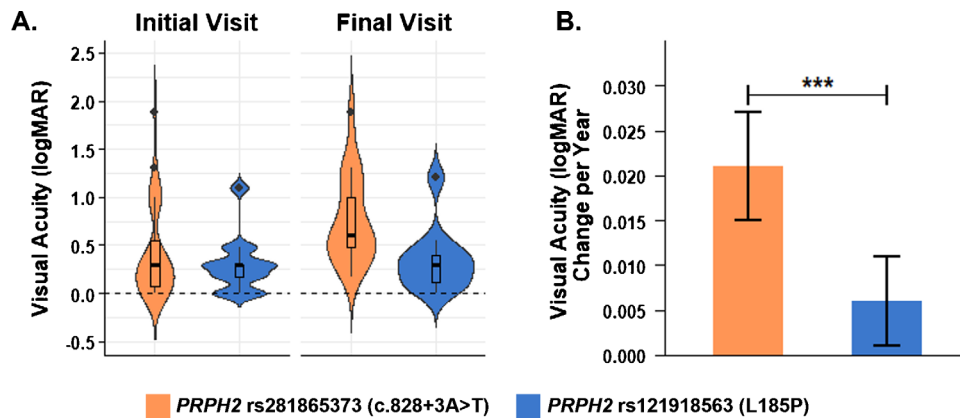 A.
Initial Visit
Final Visit
Visual Acuity (logMAR)
2.5
2.0
1.5
1.0
0.5
0.0
-0.5
B.
Visual Acuity (logMAR)
Change per Year
0.030
0.025
0.020
0.015
0.010
0.005
0.000
***
PRPH2 rs281865373 (c.828+3A>T)
PRPH2 rs121918563 (L185P)